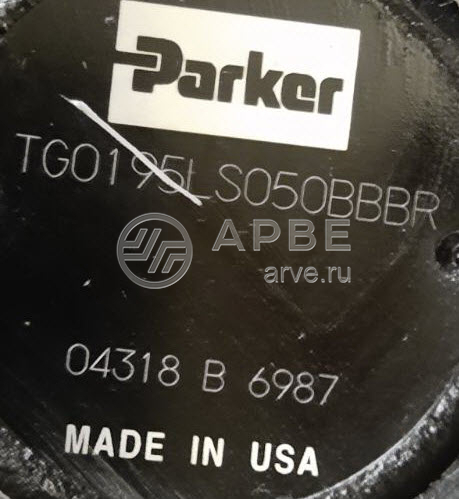 Parker
TG0195LS050BBBR
АРВЕ
arve.ru
04318 B 6987
MADE IN USA